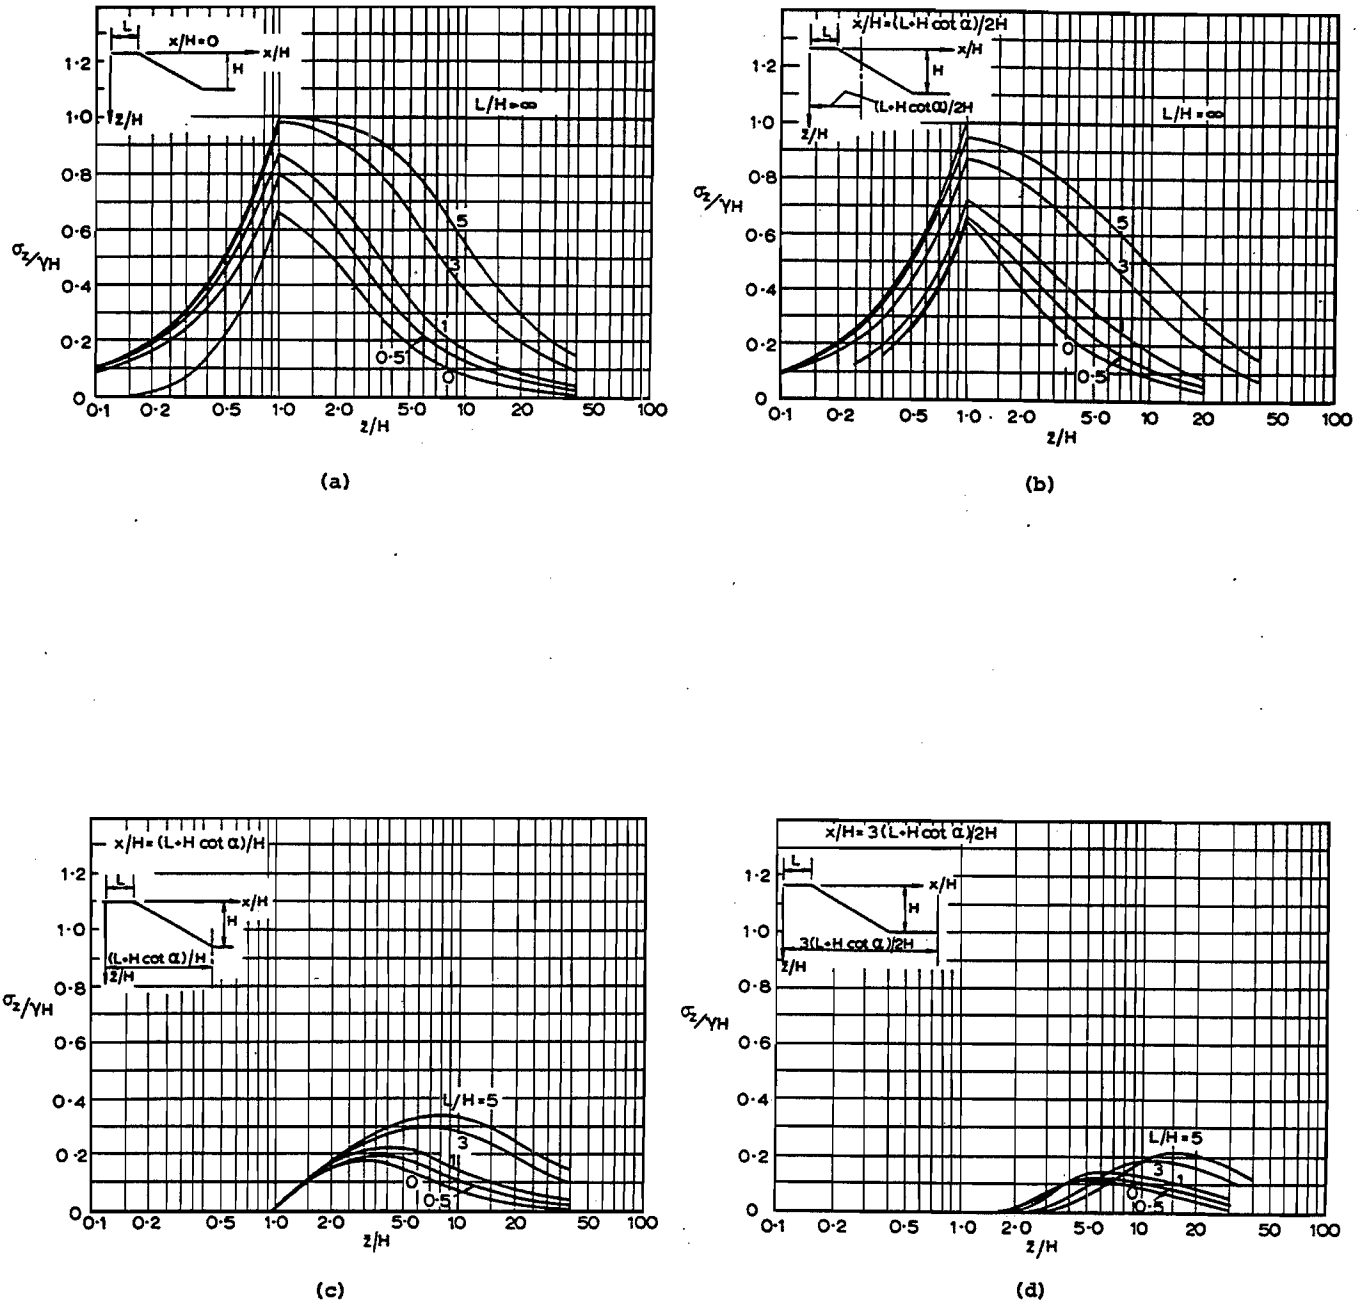 x/H=0
L
x/H
H
z/H
L/H=∞
1·2
1·0
0·8
0·6
0·4
0·2
0
σz/γH
5
3
1
0·5
0
0·1 0·2 0·5 1·0 2·0 5·0 10 20 50 100
z/H
(a)
x/H=(L+H cot α)/2H
L
x/H
H
(L+H cot α)/2H
z/H
L/H=∞
1·2
1·0
0·8
0·6
0·4
0·2
0
σz/γH
5
3
1
0
0·5
0·1 0·2 0·5 1·0 2·0 5·0 10 20 50 100
z/H
(b)
x/H=(L+H cot α)/H
L
x/H
H
(L+H cot α)/H
z/H
1·2
1·0
0·8
0·6
0·4
0·2
0
σz/γH
L/H=5
3
1
0
0·5
0·1 0·2 0·5 1·0 2·0 5·0 10 20 50 100
z/H
(c)
x/H=3(L+H cot α)/2H
L
x/H
H
3(L+H cot α)/2H
z/H
1·2
1·0
0·8
0·6
0·4
0·2
0
σz/γH
L/H=5
3
1
0
0·5
0·1 0·2 0·5 1·0 2·0 5·0 10 20 50 100
z/H
(d)